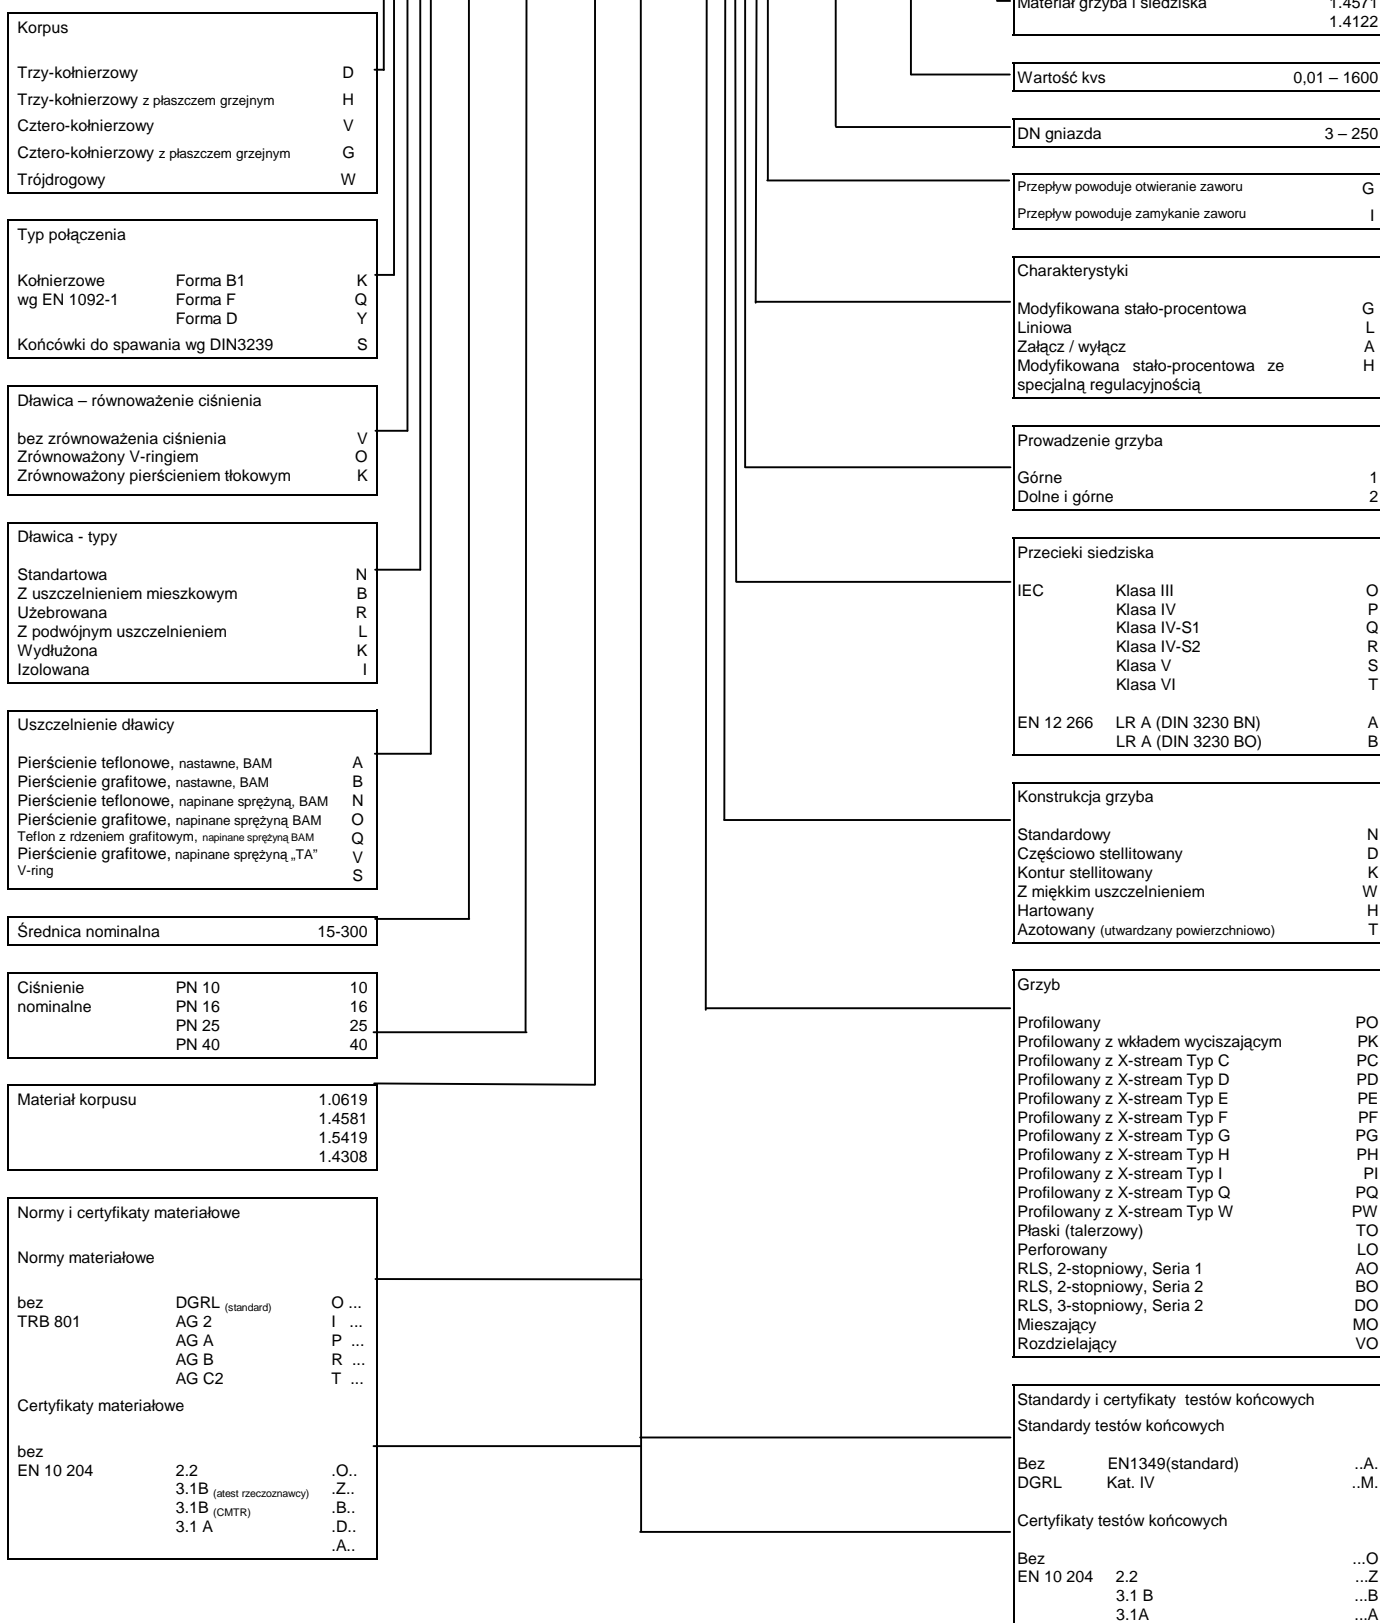 Korpus
Trzy-kołnierzowy D
Trzy-kołnierzowy z płaszczem grzejnym H
Cztero-kołnierzowy V
Cztero-kołnierzowy z płaszczem grzejnym G
Trójdrogowy W
Typ połączenia
Kołnierzowe Forma B1 K
wg EN 1092-1 Forma F Q
Forma D Y
Końcówki do spawania wg DIN3239 S
Dławica – równoważenie ciśnienia
bez zrównoważenia ciśnienia V
Zrównoważony V-ringiem O
Zrównoważony pierścieniem tłokowym K
Dławica - typy
Standartowa N
Z uszczelnieniem mieszkowym B
Użebrowana R
Z podwójnym uszczelnieniem L
Wydłużona K
Izolowana I
Uszczelnienie dławicy
Pierścienie teflonowe, nastawne, BAM A
Pierścienie grafitowe, nastawne, BAM B
Pierścienie teflonowe, napinane sprężyną, BAM N
Pierścienie grafitowe, napinane sprężyną BAM O
Teflon z rdzeniem grafitowym, napinane sprężyną BAM Q
Pierścienie grafitowe, napinane sprężyną „TA” V
V-ring S
Średnica nominalna 15-300
Ciśnienie PN 10 10
nominalne PN 16 16
PN 25 25
PN 40 40
Materiał korpusu 1.0619
1.4581
1.5419
1.4308
Normy i certyfikaty materiałowe
Normy materiałowe
bez DGRL (standard) O ...
TRB 801 AG 2 I ...
AG A P ...
AG B R ...
AG C2 T ...
Certyfikaty materiałowe
bez
EN 10 204 2.2 .O..
3.1B (atest rzeczoznawcy) .Z..
3.1B (CMTR) .B..
3.1 A .D..
.A..
Materiał grzyba i siedziska 1.4571
1.4122
Wartość kvs 0,01 – 1600
DN gniazda 3 – 250
Przepływ powoduje otwieranie zaworu G
Przepływ powoduje zamykanie zaworu I
Charakterystyki
Modyfikowana stało-procentowa G
Liniowa L
Załącz / wyłącz A
Modyfikowana stało-procentowa ze H
specjalną regulacyjnością
Prowadzenie grzyba
Górne 1
Dolne i górne 2
Przecieki siedziska
IEC Klasa III O
Klasa IV P
Klasa IV-S1 Q
Klasa IV-S2 R
Klasa V S
Klasa VI T
EN 12 266 LR A (DIN 3230 BN) A
LR A (DIN 3230 BO) B
Konstrukcja grzyba
Standardowy N
Częściowo stellitowany D
Kontur stellitowany K
Z miękkim uszczelnieniem W
Hartowany H
Azotowany (utwardzany powierzchniowo) T
Grzyb
Profilowany PO
Profilowany z wkładem wyciszającym PK
Profilowany z X-stream Typ C PC
Profilowany z X-stream Typ D PD
Profilowany z X-stream Typ E PE
Profilowany z X-stream Typ F PF
Profilowany z X-stream Typ G PG
Profilowany z X-stream Typ H PH
Profilowany z X-stream Typ I PI
Profilowany z X-stream Typ Q PQ
Profilowany z X-stream Typ W PW
Płaski (talerzowy) TO
Perforowany LO
RLS, 2-stopniowy, Seria 1 AO
RLS, 2-stopniowy, Seria 2 BO
RLS, 3-stopniowy, Seria 2 DO
Mieszający MO
Rozdzielający VO
Standardy i certyfikaty testów końcowych
Standardy testów końcowych
Bez EN1349(standard) ..A.
DGRL Kat. IV ..M.
Certyfikaty testów końcowych
Bez ...O
EN 10 204 2.2 ...Z
3.1 B ...B
3.1A ...A